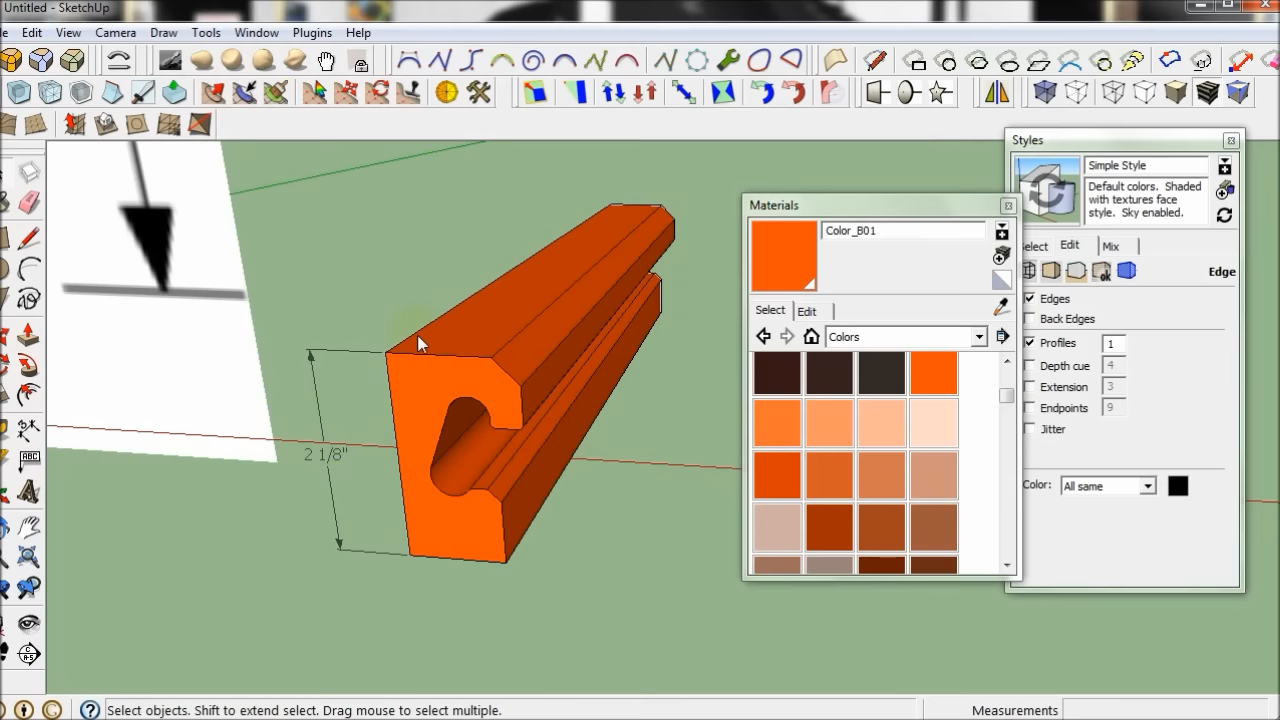 Untitled - SketchUp
Edit View Camera Draw Tools Window Plugins Help
Styles
Simple Style
Default colors. Shaded
with textures face
style. Sky enabled.
Select Edit Mix
Edge
Edges
Back Edges
Profiles 1
Depth cue 4
Extension 3
Endpoints 9
Jitter
Color: All same
Materials
Color_B01
Select Edit
Colors
2 1/8"
ABC
Select objects. Shift to extend select. Drag mouse to select multiple.
Measurements